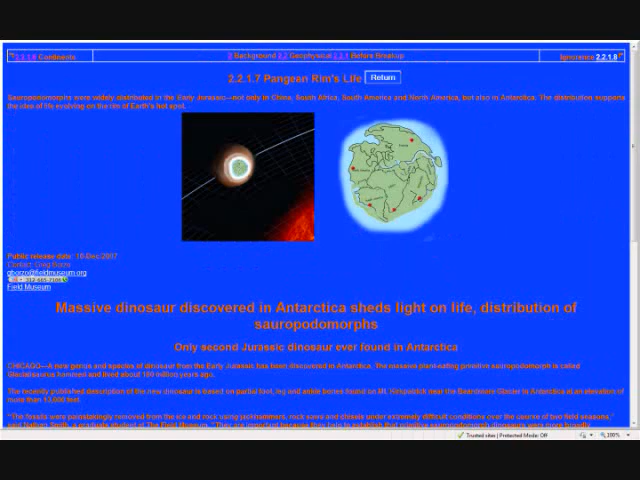 2.2.1.6 Continents
2 Background 2.2 Geophysical 2.2.1 Before Breakup
Ignorance 2.2.1.8
2.2.1.7 Pangean Rim's Life Return
Sauropodomorphs were widely distributed in the Early Jurassic—not only in China, South Africa, South America and North America, but also in Antarctica. The distribution supports
the idea of life evolving on the rim of Earth's hot spot.
Public release date: 10-Dec-2007
Contact: Greg Borzo
gborzo@fieldmuseum.org
Field Museum
Massive dinosaur discovered in Antarctica sheds light on life, distribution of
sauropodomorphs
Only second Jurassic dinosaur ever found in Antarctica
CHICAGO—A new genus and species of dinosaur from the Early Jurassic has been discovered in Antarctica. The massive plant-eating primitive sauropodomorph is called
Glacialisaurus hammeri and lived about 190 million years ago.
The recently published description of the new dinosaur is based on partial foot, leg and ankle bones found on Mt. Kirkpatrick near the Beardmore Glacier in Antarctica at an elevation of
more than 13,000 feet.
"The fossils were painstakingly removed from the ice and rock using jackhammers, rock saws and chisels under extremely difficult conditions over the course of two field seasons,"
said Nathan Smith, a graduate student at The Field Museum. "They are important because they help to establish that primitive sauropodomorph dinosaurs were more broadly
Trusted sites | Protected Mode: Off
100%